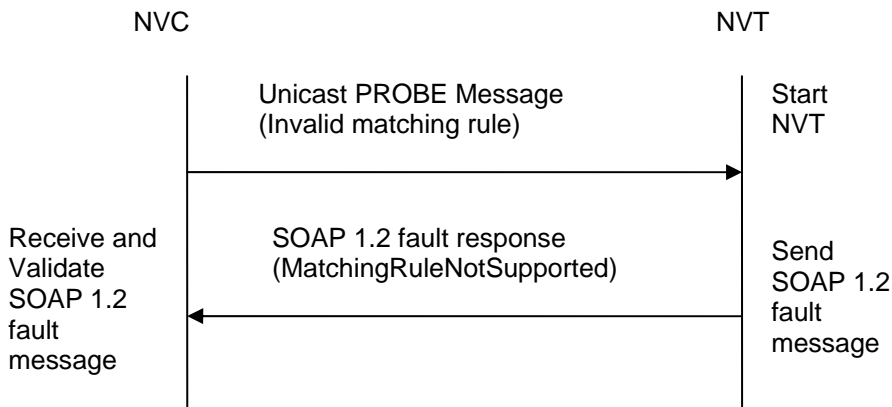 NVC
NVT
Unicast PROBE Message
(Invalid matching rule)
Start
NVT
Receive and
Validate
SOAP 1.2
fault
message
SOAP 1.2 fault response
(MatchingRuleNotSupported)
Send
SOAP 1.2
fault
message